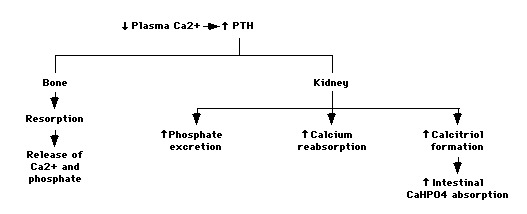 ↓ Plasma Ca2+ → ↑ PTH
Bone
Kidney
Resorption
Release of
Ca2+ and
phosphate
↑Phosphate
excretion
↑Calcium
reabsorption
↑Calcitriol
formation
↑Intestinal
CaHPO4 absorption